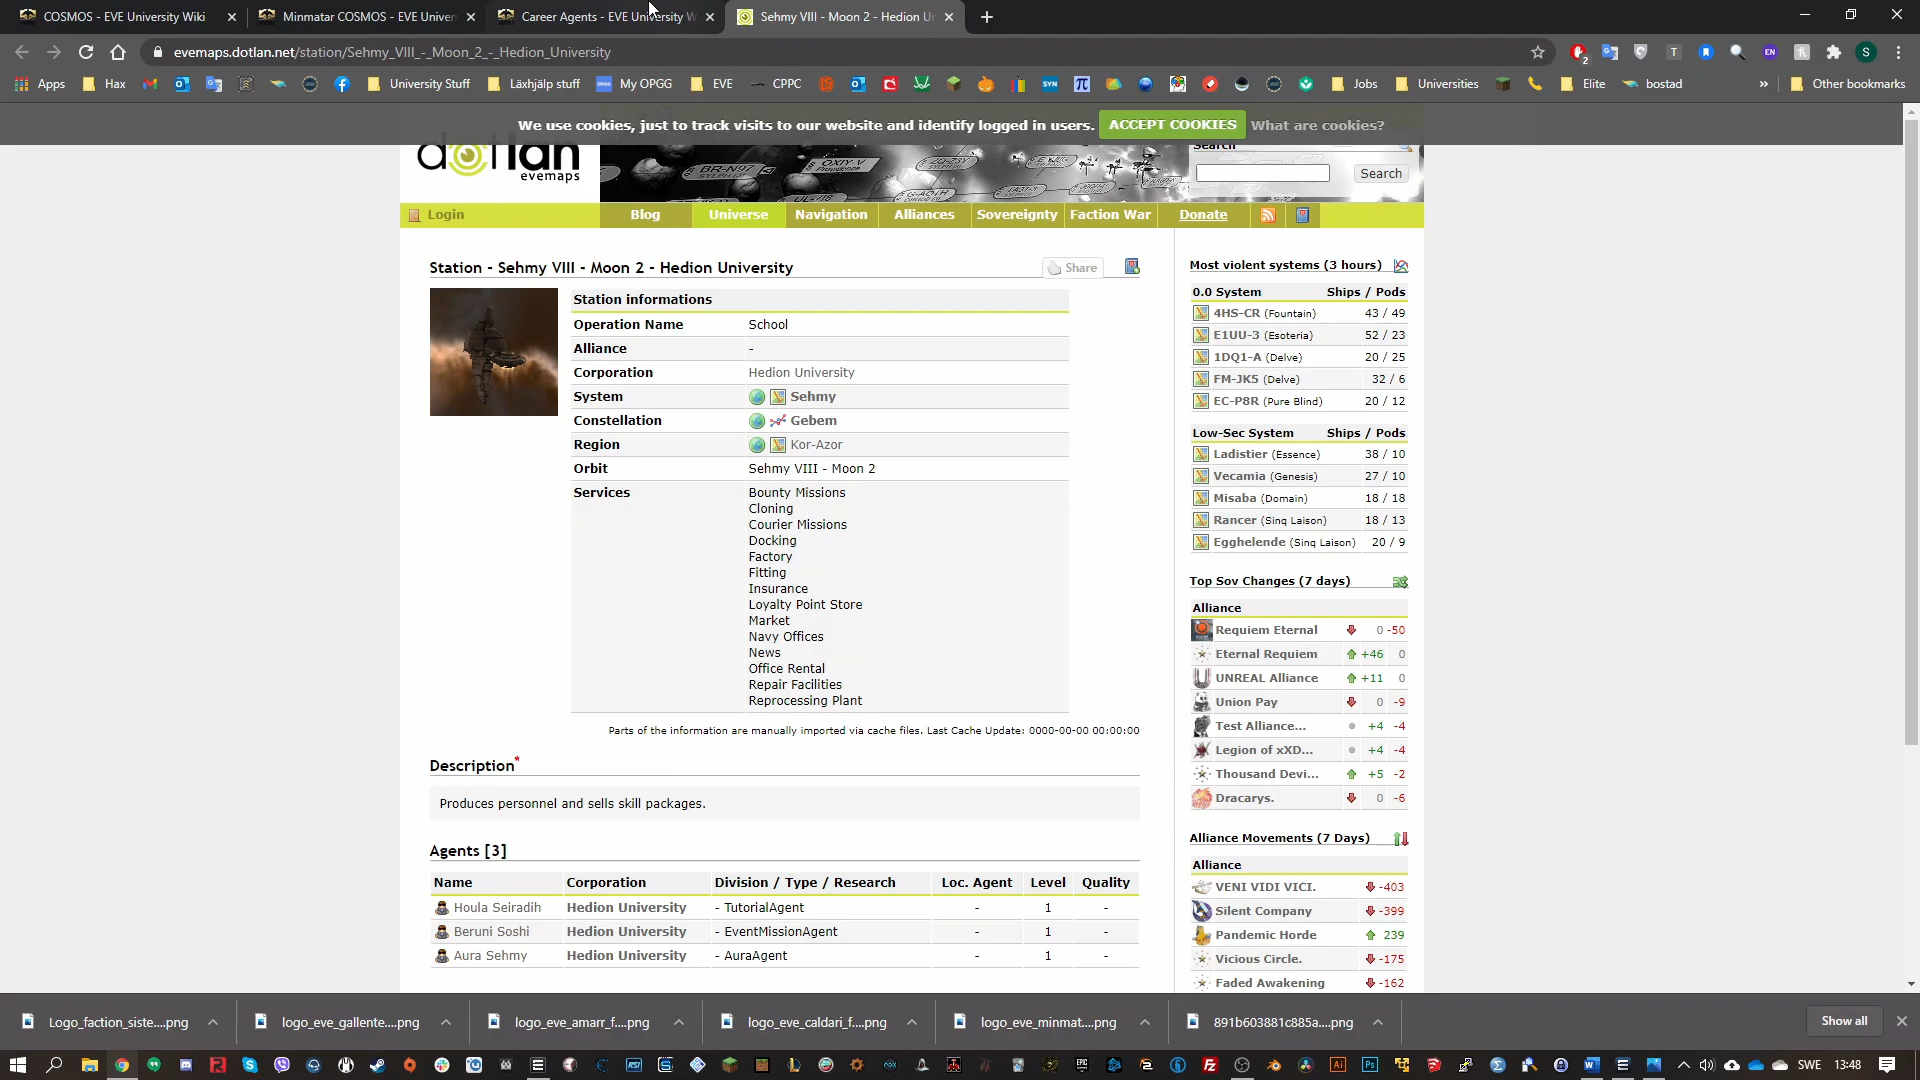 COSMOS - EVE University Wiki
Minmatar COSMOS - EVE Univers
Career Agents - EVE University W
Sehmy VIII - Moon 2 - Hedion Un
evemaps.dotlan.net/station/Sehmy_VIII_-_Moon_2_-_Hedion_University
Apps
Hax
University Stuff
Läxhjälp stuff
My OPGG
EVE
CPPC
Jobs
Universities
Elite
bostad
»
Other bookmarks
We use cookies, just to track visits to our website and identify logged in users. ACCEPT COOKIES What are cookies?
dotlan
evemaps
Search
Search
Login
Blog Universe Navigation Alliances Sovereignty Faction War Donate
Station - Sehmy VIII - Moon 2 - Hedion University
Share
Station informations
Operation Name School
Alliance -
Corporation Hedion University
System Sehmy
Constellation Gebem
Region Kor-Azor
Orbit Sehmy VIII - Moon 2
Services Bounty Missions
Cloning
Courier Missions
Docking
Factory
Fitting
Insurance
Loyalty Point Store
Market
Navy Offices
News
Office Rental
Repair Facilities
Reprocessing Plant
Parts of the information are manually imported via cache files. Last Cache Update: 0000-00-00 00:00:00
Description*
Produces personnel and sells skill packages.
Agents [3]
Name Corporation Division / Type / Research Loc. Agent Level Quality
Houla Seiradih Hedion University - TutorialAgent - 1 -
Beruni Soshi Hedion University - EventMissionAgent - 1 -
Aura Sehmy Hedion University - AuraAgent - 1 -
Most violent systems (3 hours)
0.0 System Ships / Pods
4HS-CR (Fountain) 43 / 49
E1UU-3 (Esoteria) 52 / 23
1DQ1-A (Delve) 20 / 25
FM-JK5 (Delve) 32 / 6
EC-P8R (Pure Blind) 20 / 12
Low-Sec System Ships / Pods
Ladistier (Essence) 38 / 10
Vecamia (Genesis) 27 / 10
Misaba (Domain) 18 / 18
Rancer (Sinq Laison) 18 / 13
Egghelende (Sinq Laison) 20 / 9
Top Sov Changes (7 days)
Alliance
Requiem Eternal 0 -50
Eternal Requiem +46 0
UNREAL Alliance +11 0
Union Pay 0 -9
Test Alliance... +4 -4
Legion of xXD... +4 -4
Thousand Devi... +5 -2
Dracarys. 0 -6
Alliance Movements (7 Days)
Alliance
VENI VIDI VICI. -403
Silent Company -399
Pandemic Horde 239
Vicious Circle. -175
Faded Awakening -162
Logo_faction_siste....png
logo_eve_gallente....png
logo_eve_amarr_f....png
logo_eve_caldari_f....png
logo_eve_minmat....png
891b603881c885a....png
Show all
SWE 13:48